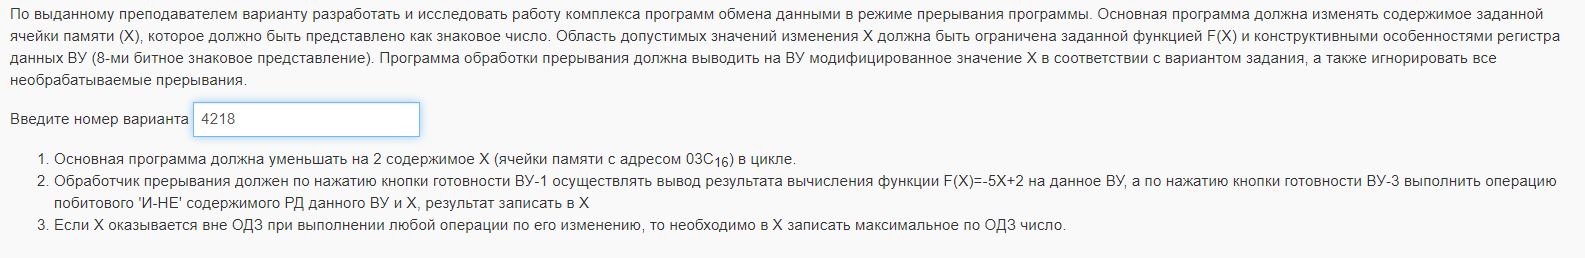 По выданному преподавателем варианту разработать и исследовать работу комплекса программ обмена данными в режиме прерывания программы. Основная программа должна изменять содержимое заданной
ячейки памяти (X), которое должно быть представлено как знаковое число. Область допустимых значений изменения X должна быть ограничена заданной функцией F(X) и конструктивными особенностями регистра
данных ВУ (8-ми битное знаковое представление). Программа обработки прерывания должна выводить на ВУ модифицированное значение X в соответствии с вариантом задания, а также игнорировать все
необрабатываемые прерывания.
Введите номер варианта 4218
1. Основная программа должна уменьшать на 2 содержимое X (ячейки памяти с адресом 03C16) в цикле.
2. Обработчик прерывания должен по нажатию кнопки готовности ВУ-1 осуществлять вывод результата вычисления функции F(X)=-5X+2 на данное ВУ, а по нажатию кнопки готовности ВУ-3 выполнить операцию
побитового 'И-НЕ' содержимого РД данного ВУ и X, результат записать в X
3. Если X оказывается вне ОДЗ при выполнении любой операции по его изменению, то необходимо в X записать максимальное по ОДЗ число.